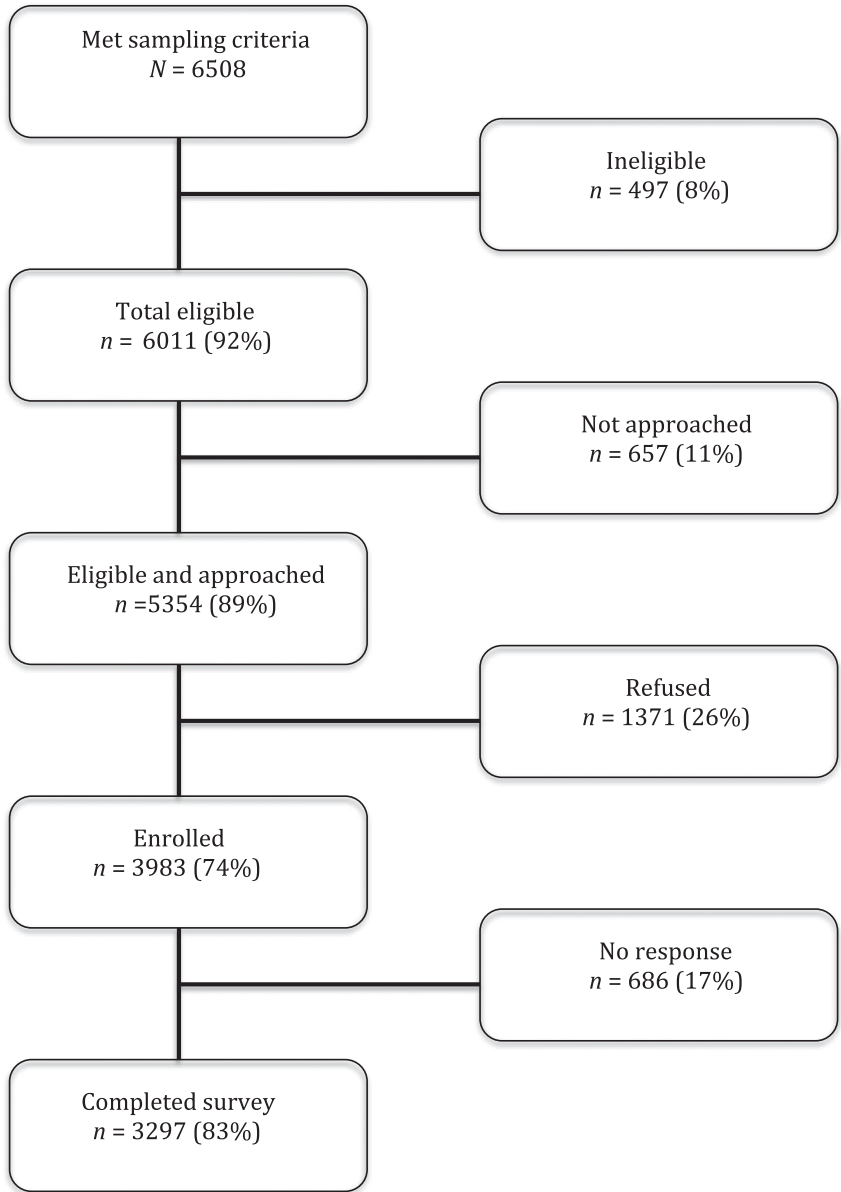 Met sampling criteria
N = 6508
Ineligible
n = 497 (8%)
Total eligible
n = 6011 (92%)
Not approached
n = 657 (11%)
Eligible and approached
n =5354 (89%)
Refused
n = 1371 (26%)
Enrolled
n = 3983 (74%)
No response
n = 686 (17%)
Completed survey
n = 3297 (83%)